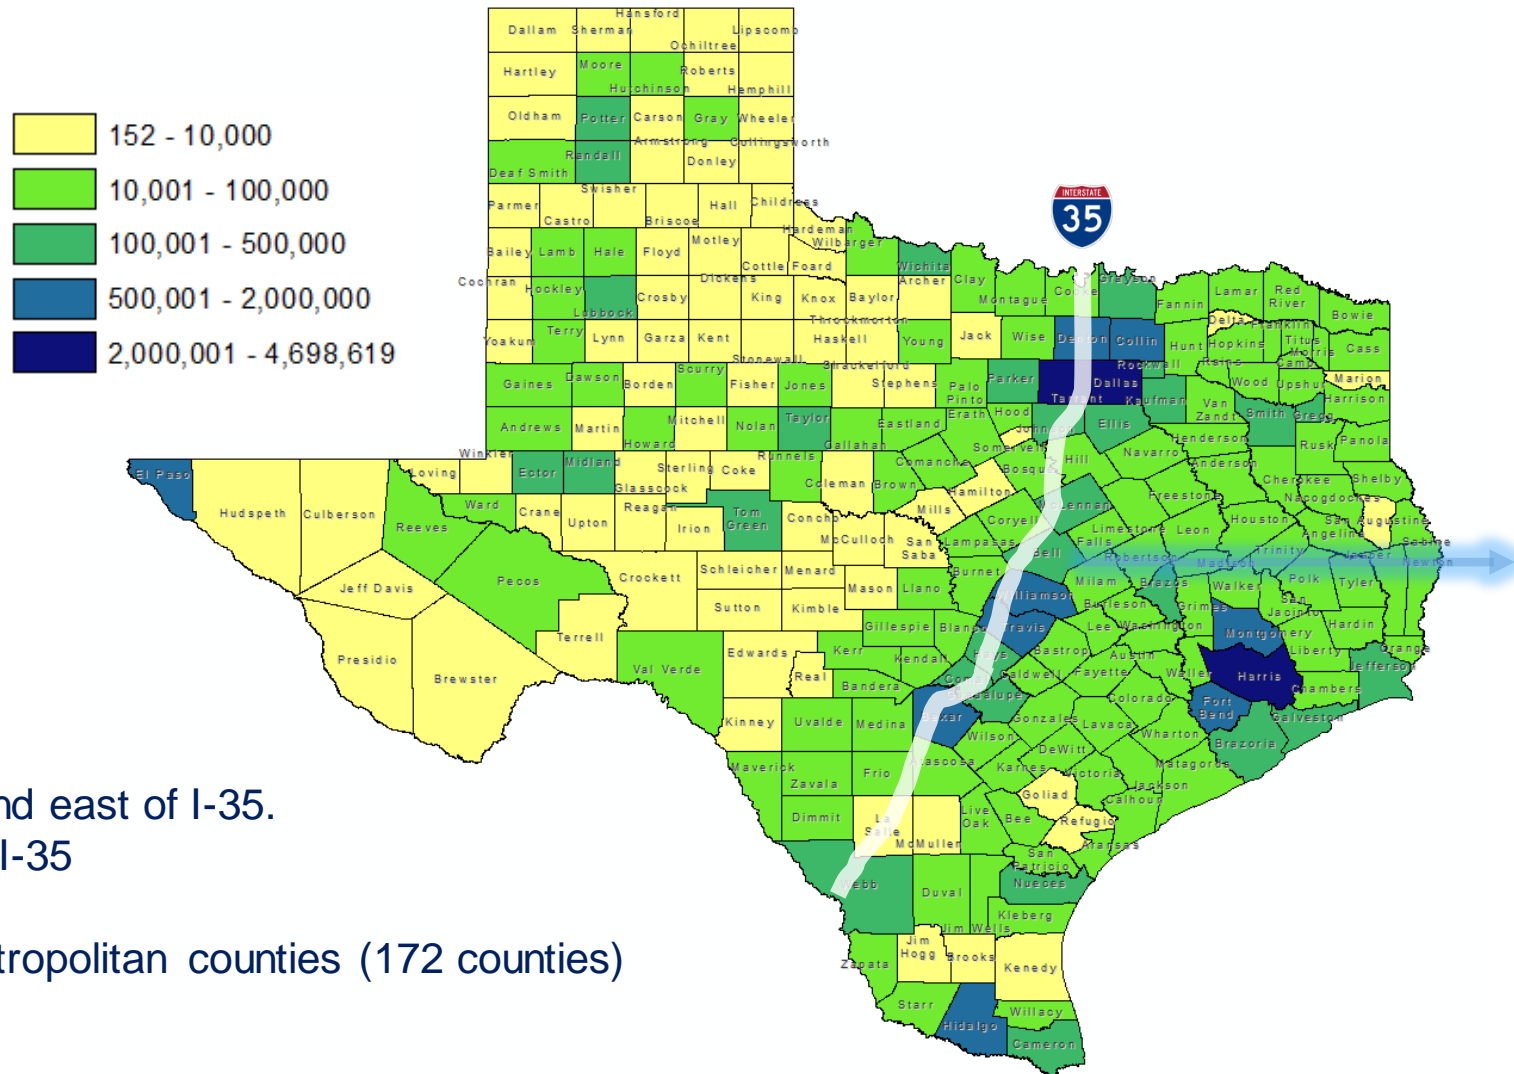 152 - 10,000
10,001 - 100,000
100,001 - 500,000
500,001 - 2,000,000
2,000,001 - 4,698,619
INTERSTATE
35
nd east of I-35.
I-35
tropolitan counties (172 counties)
Hansford
Dallam Sherman Lipscomb
Ochiltree
Hartley Moore Roberts
Hutchinson Hemphill
Oldham Potter Carson Gray Wheeler
Armstrong Collingsworth
Randall Donley
Deaf Smith
Swisher
Parmer Hall Childress
Castro Briscoe
Hardeman
Motley Wilbarger
Bailey Lamb Hale Floyd Cottle Foard Wichita
Cochran Hockley Dickens Archer Clay
Crosby King Knox Baylor Montague Cooke Grayson Fannin Lamar Red River Bowie
Lubbock Throckmorton Delta Franklin
Yoakum Terry Lynn Garza Kent Haskell Young Jack Wise Denton Collin Hunt Hopkins Titus Morris Cass
Stonewall Shackelford Rockwall Rains Camp
Gaines Dawson Borden Scurry Fisher Jones Stephens Palo Pinto Parker Tarrant Dallas Kaufman Wood Upshur Marion
Harrison
Andrews Martin Howard Mitchell Nolan Taylor Callahan Eastland Erath Hood Johnson Ellis Van Zandt Smith Gregg
Somervell Henderson Rusk Panola
Winkler Runnels Comanche Bosque Hill Navarro Anderson
El Paso Loving Ector Midland Glasscock Sterling Coke Coleman Brown Hamilton Freestone Cherokee Nacogdoches Shelby
Hudspeth Culberson Reeves Ward Crane Upton Reagan Irion Tom Green Concho McCulloch Mills San Saba Lampasas Coryell McLennan Limestone Leon Houston Angelina San Augustine Sabine
Falls
Jeff Davis Pecos Crockett Schleicher Menard Mason Llano Burnet Bell Milam Robertson Brazos Madison Walker Trinity Polk Tyler Jasper Newton
Sutton Kimble Williamson Burleson Grimes San Jacinto Hardin
Presidio Brewster Terrell Val Verde Edwards Gillespie Blanco Travis Lee Washington Montgomery Liberty Orange
Kerr Kendall Hays Bastrop Austin Waller Harris Jefferson
Real Bandera Comal Caldwell Fayette Chambers
Guadalupe Colorado Fort Bend Galveston
Kinney Uvalde Medina Bexar Gonzales Lavaca Wharton Brazoria
Wilson DeWitt
Maverick Zavala Frio Atascosa Karnes Victoria Jackson Matagorda
Goliad Calhoun
Dimmit La Salle McMullen Live Oak Bee Refugio Aransas
San Patricio
Webb Duval Nueces
Jim Wells Kleberg
Zapata Jim Hogg Brooks Kenedy
Starr Hidalgo Willacy
Cameron